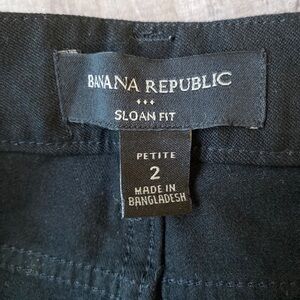 BANANA REPUBLIC
SLOAN FIT
PETITE
2
MADE IN
BANGLADESH